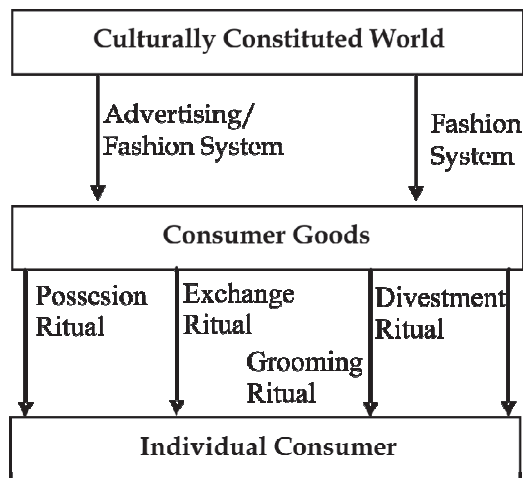 Culturally Constituted World
Advertising/
Fashion System
Fashion
System
Consumer Goods
Possesion
Ritual
Exchange
Ritual
Grooming
Ritual
Divestment
Ritual
Individual Consumer